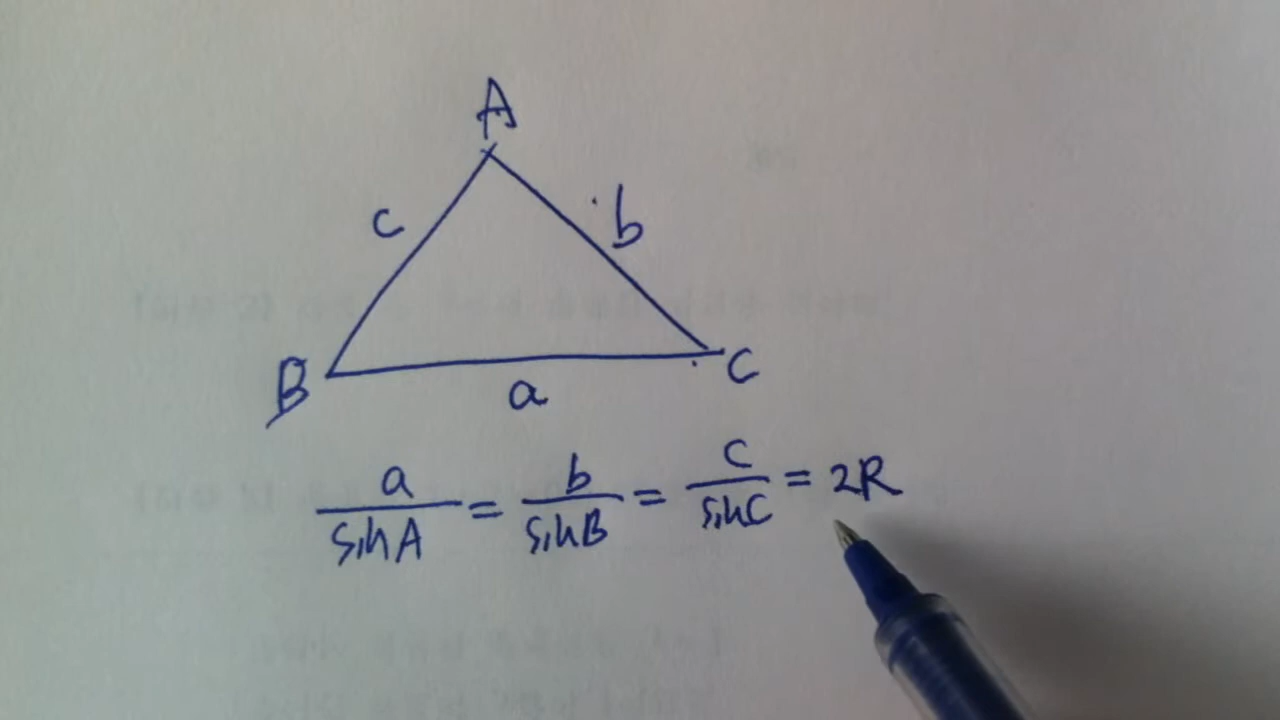 A
c b
B a C
a/sinA = b/sinB = c/sinC = 2R